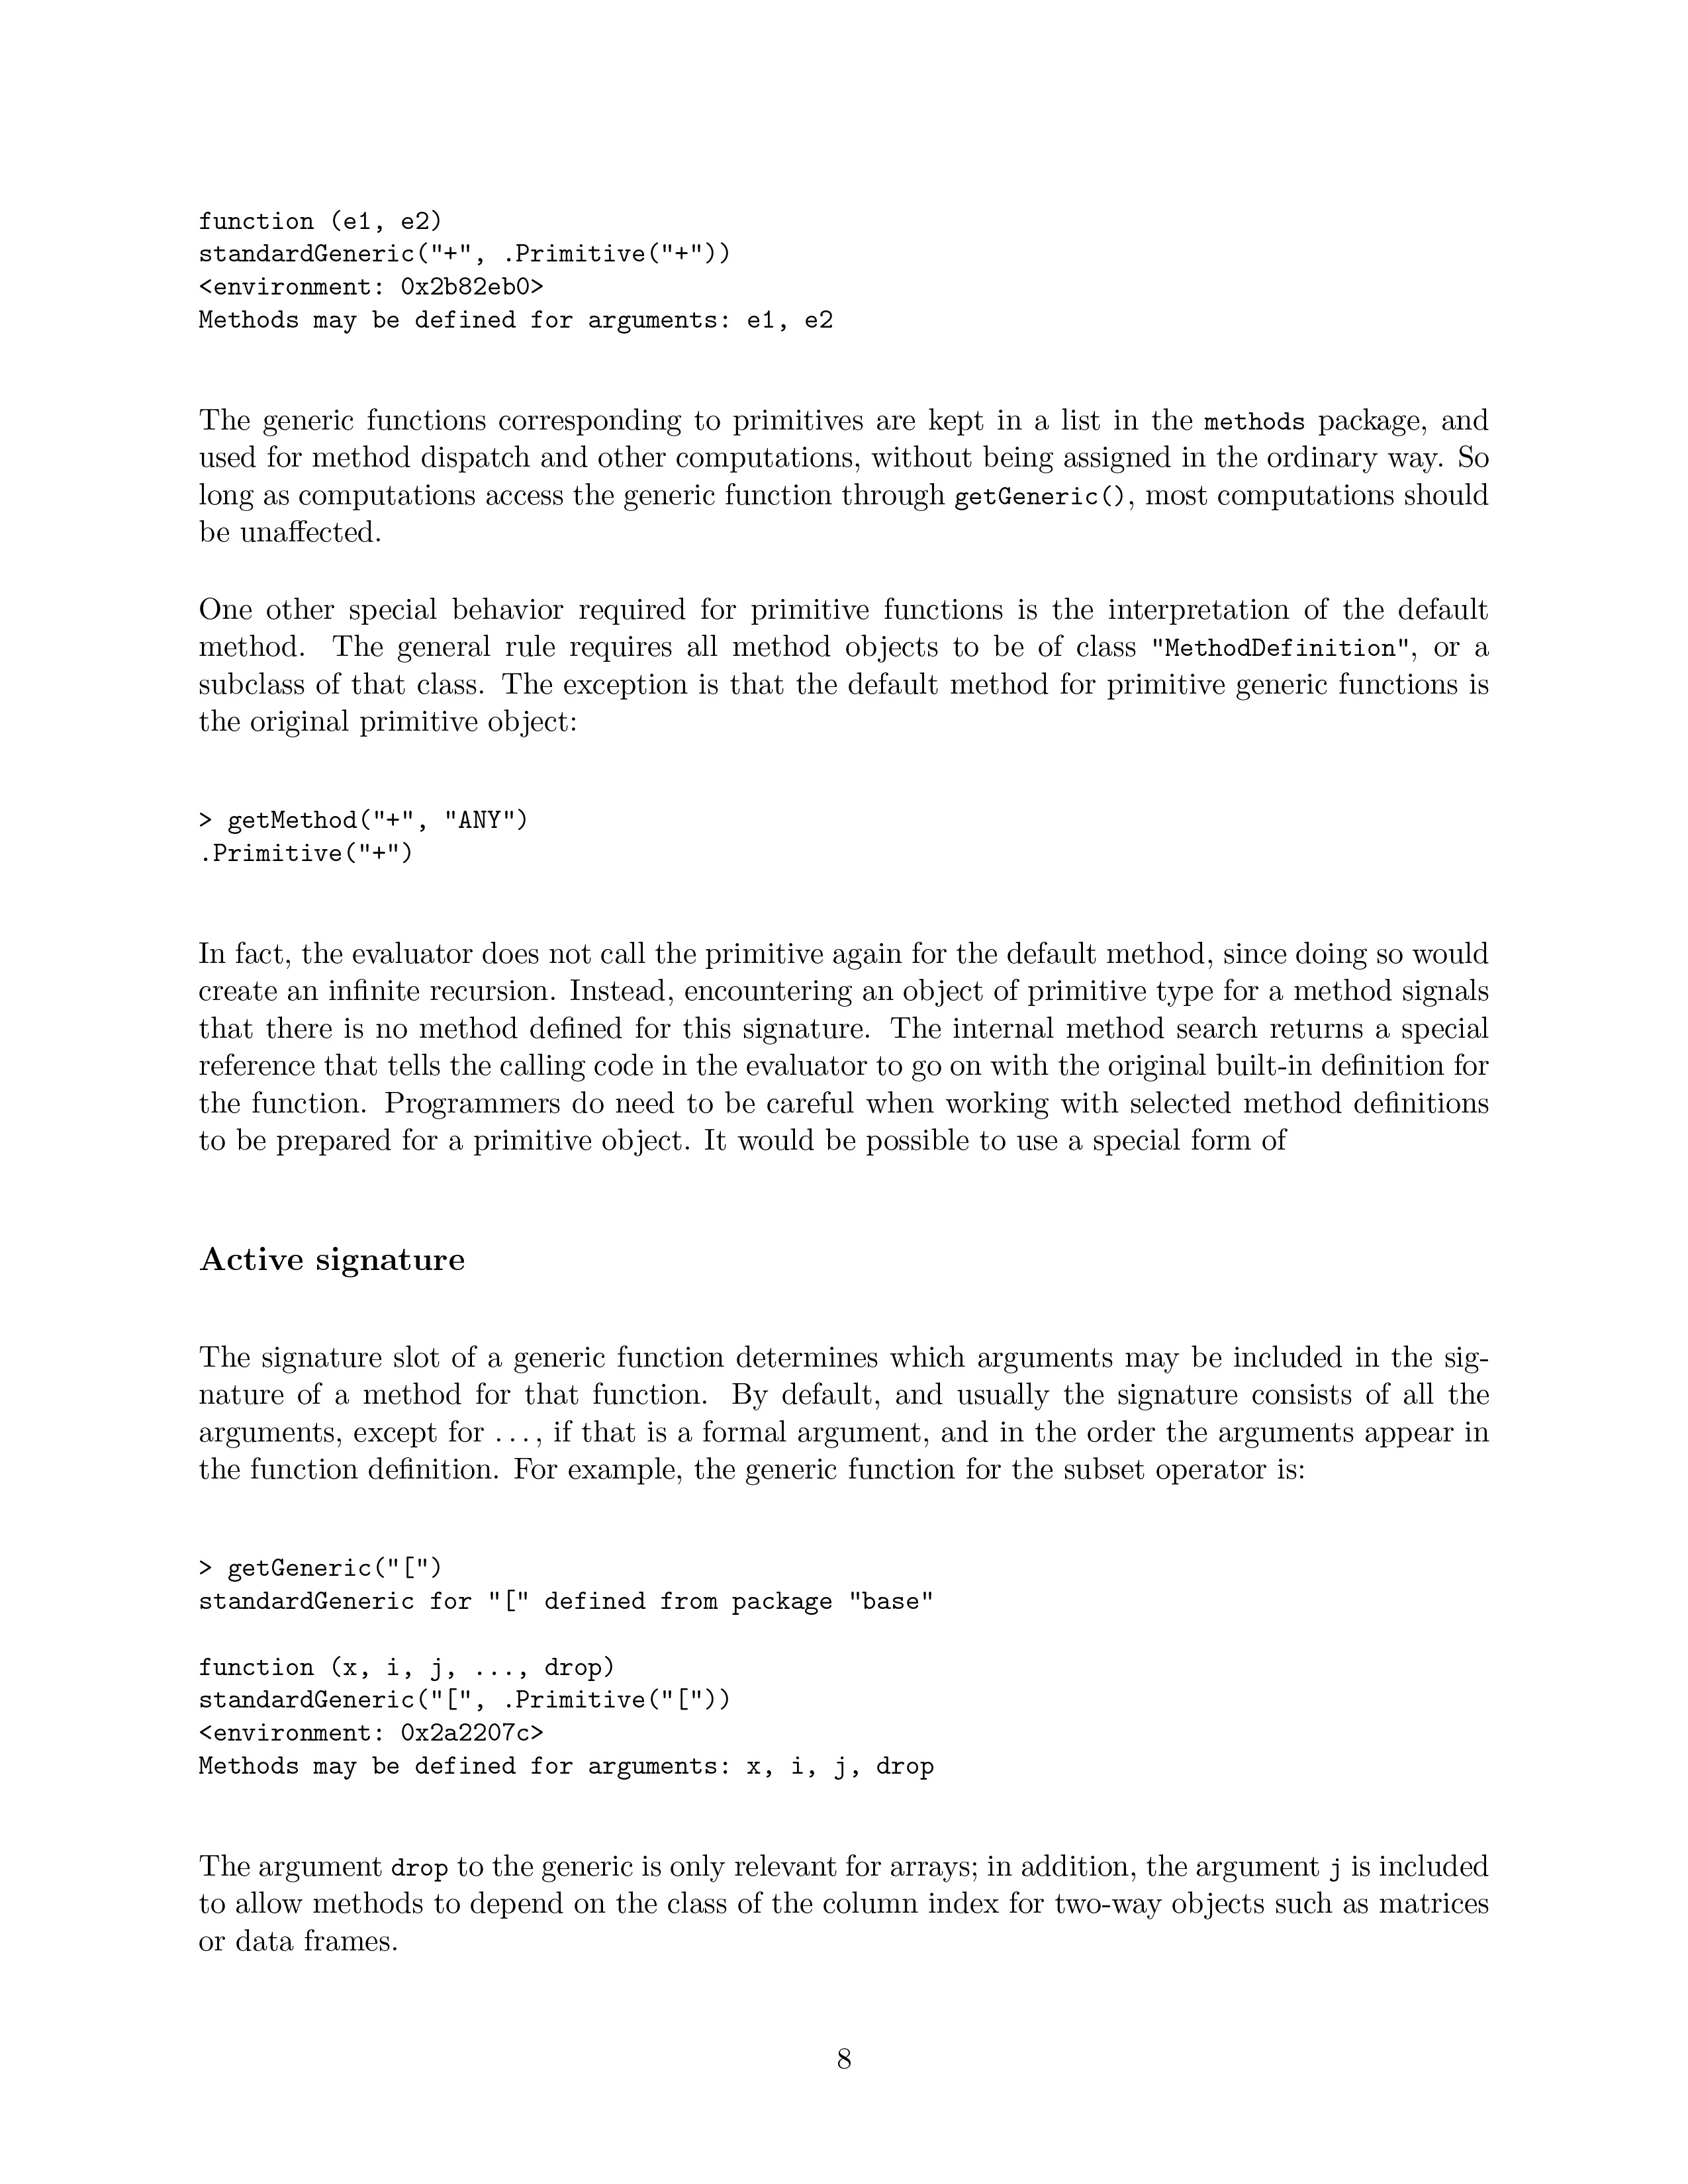 function (e1, e2)
standardGeneric("+", .Primitive("+"))
<environment: 0x2b82eb0>
Methods may be defined for arguments: e1, e2
The generic functions corresponding to primitives are kept in a list in the methods package, and
used for method dispatch and other computations, without being assigned in the ordinary way. So
long as computations access the generic function through getGeneric(), most computations should
be unaffected.
One other special behavior required for primitive functions is the interpretation of the default
method. The general rule requires all method objects to be of class "MethodDefinition", or a
subclass of that class. The exception is that the default method for primitive generic functions is
the original primitive object:
> getMethod("+", "ANY")
.Primitive("+")
In fact, the evaluator does not call the primitive again for the default method, since doing so would
create an infinite recursion. Instead, encountering an object of primitive type for a method signals
that there is no method defined for this signature. The internal method search returns a special
reference that tells the calling code in the evaluator to go on with the original built-in definition for
the function. Programmers do need to be careful when working with selected method definitions
to be prepared for a primitive object. It would be possible to use a special form of
Active signature
The signature slot of a generic function determines which arguments may be included in the sig-
nature of a method for that function. By default, and usually the signature consists of all the
arguments, except for ..., if that is a formal argument, and in the order the arguments appear in
the function definition. For example, the generic function for the subset operator is:
> getGeneric("[")
standardGeneric for "[" defined from package "base"
function (x, i, j, ..., drop)
standardGeneric("[", .Primitive("["))
<environment: 0x2a2207c>
Methods may be defined for arguments: x, i, j, drop
The argument drop to the generic is only relevant for arrays; in addition, the argument j is included
to allow methods to depend on the class of the column index for two-way objects such as matrices
or data frames.
8